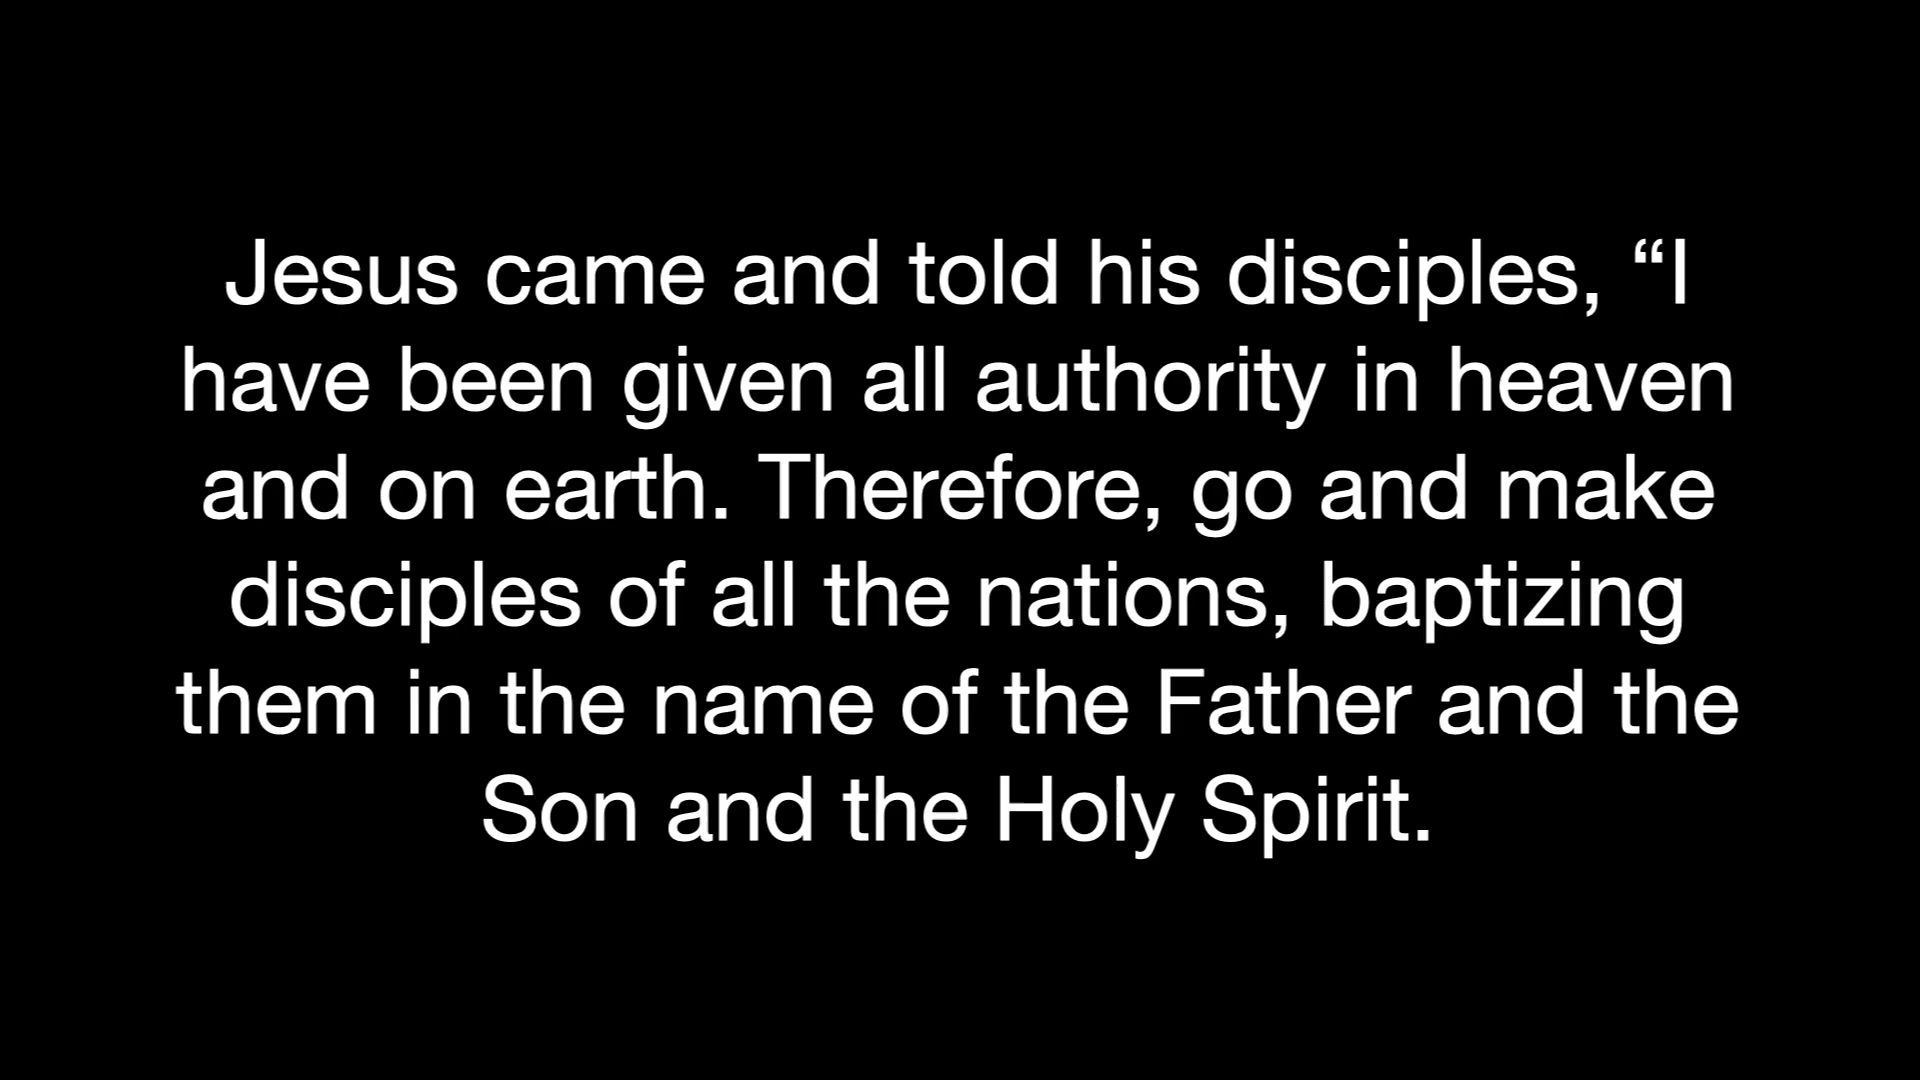 Jesus came and told his disciples, “I
have been given all authority in heaven
and on earth. Therefore, go and make
disciples of all the nations, baptizing
them in the name of the Father and the
Son and the Holy Spirit.